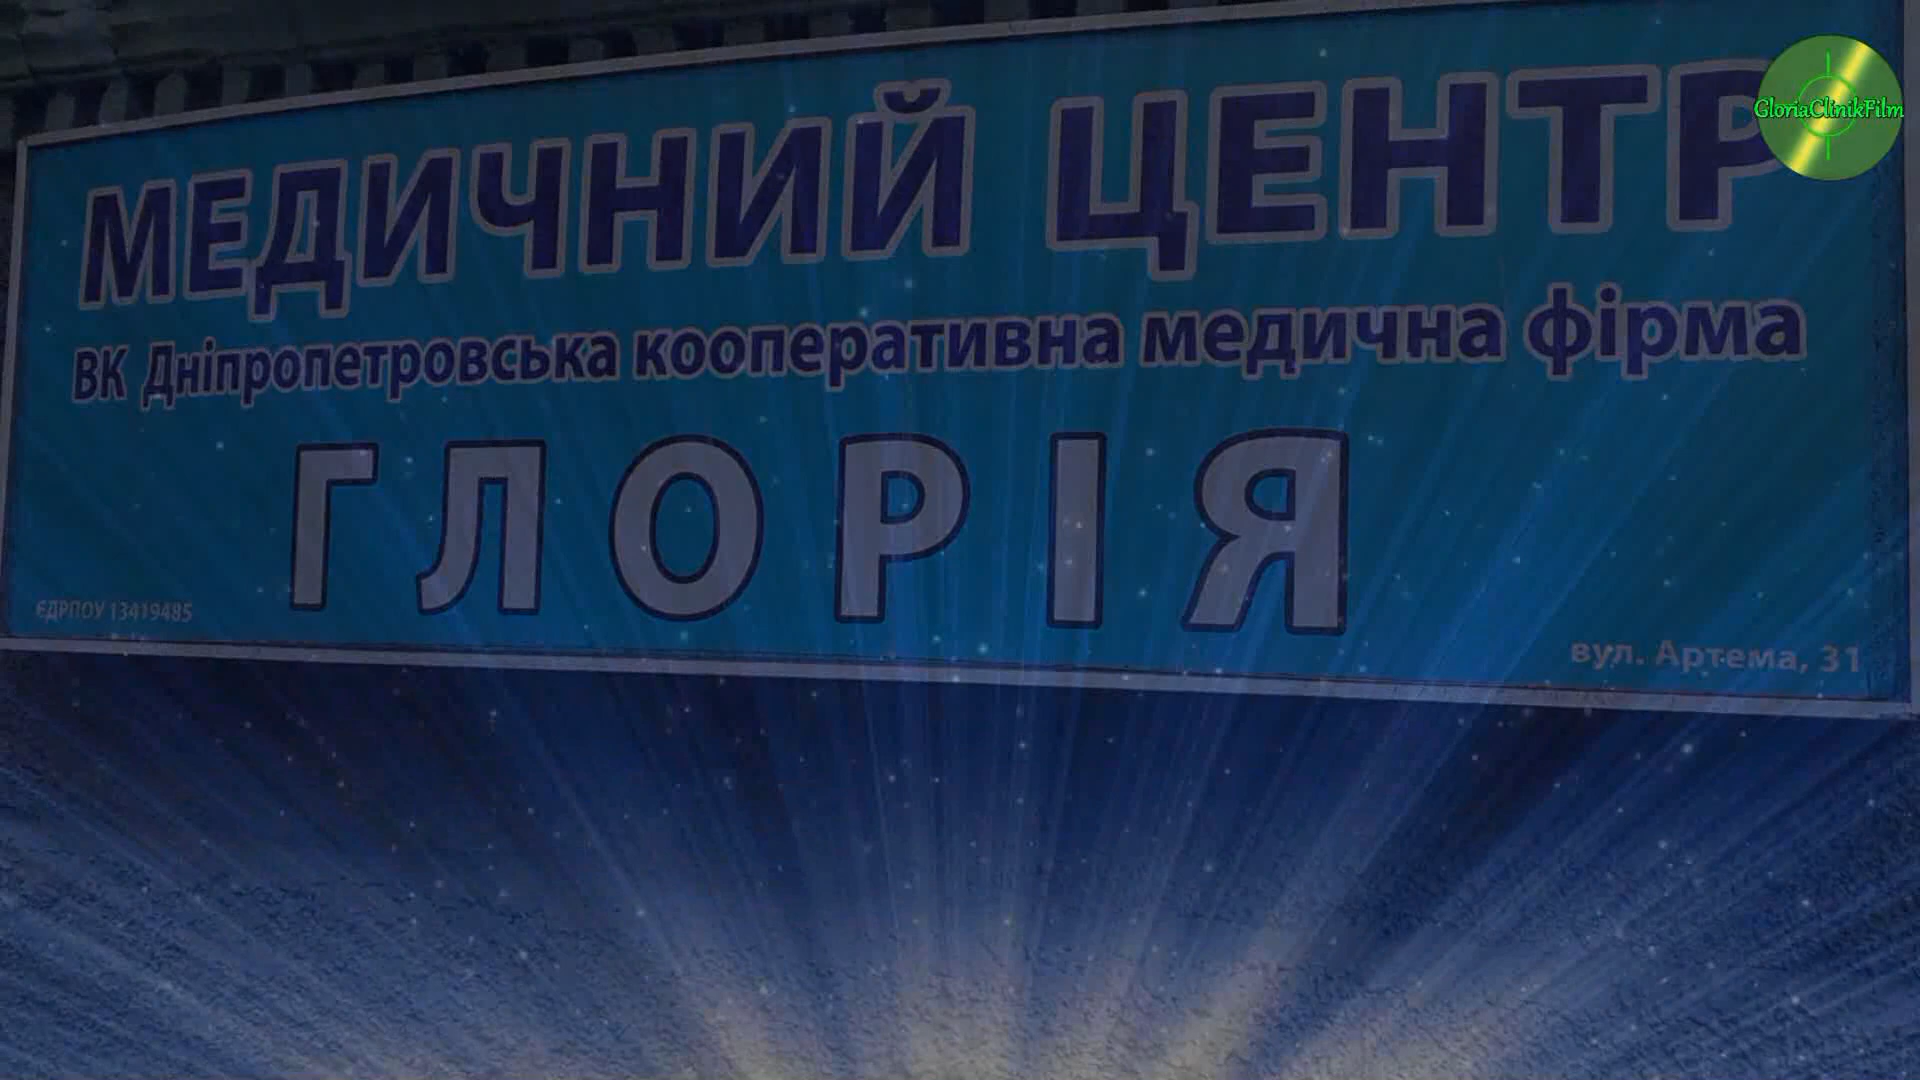 GloriaClinikFilm
МЕДИЧНИЙ ЦЕНТР
ВК Дніпропетровська кооперативна медична фірма
ГЛОРІЯ
ЄДРПОУ 13419485
вул. Артема, 31